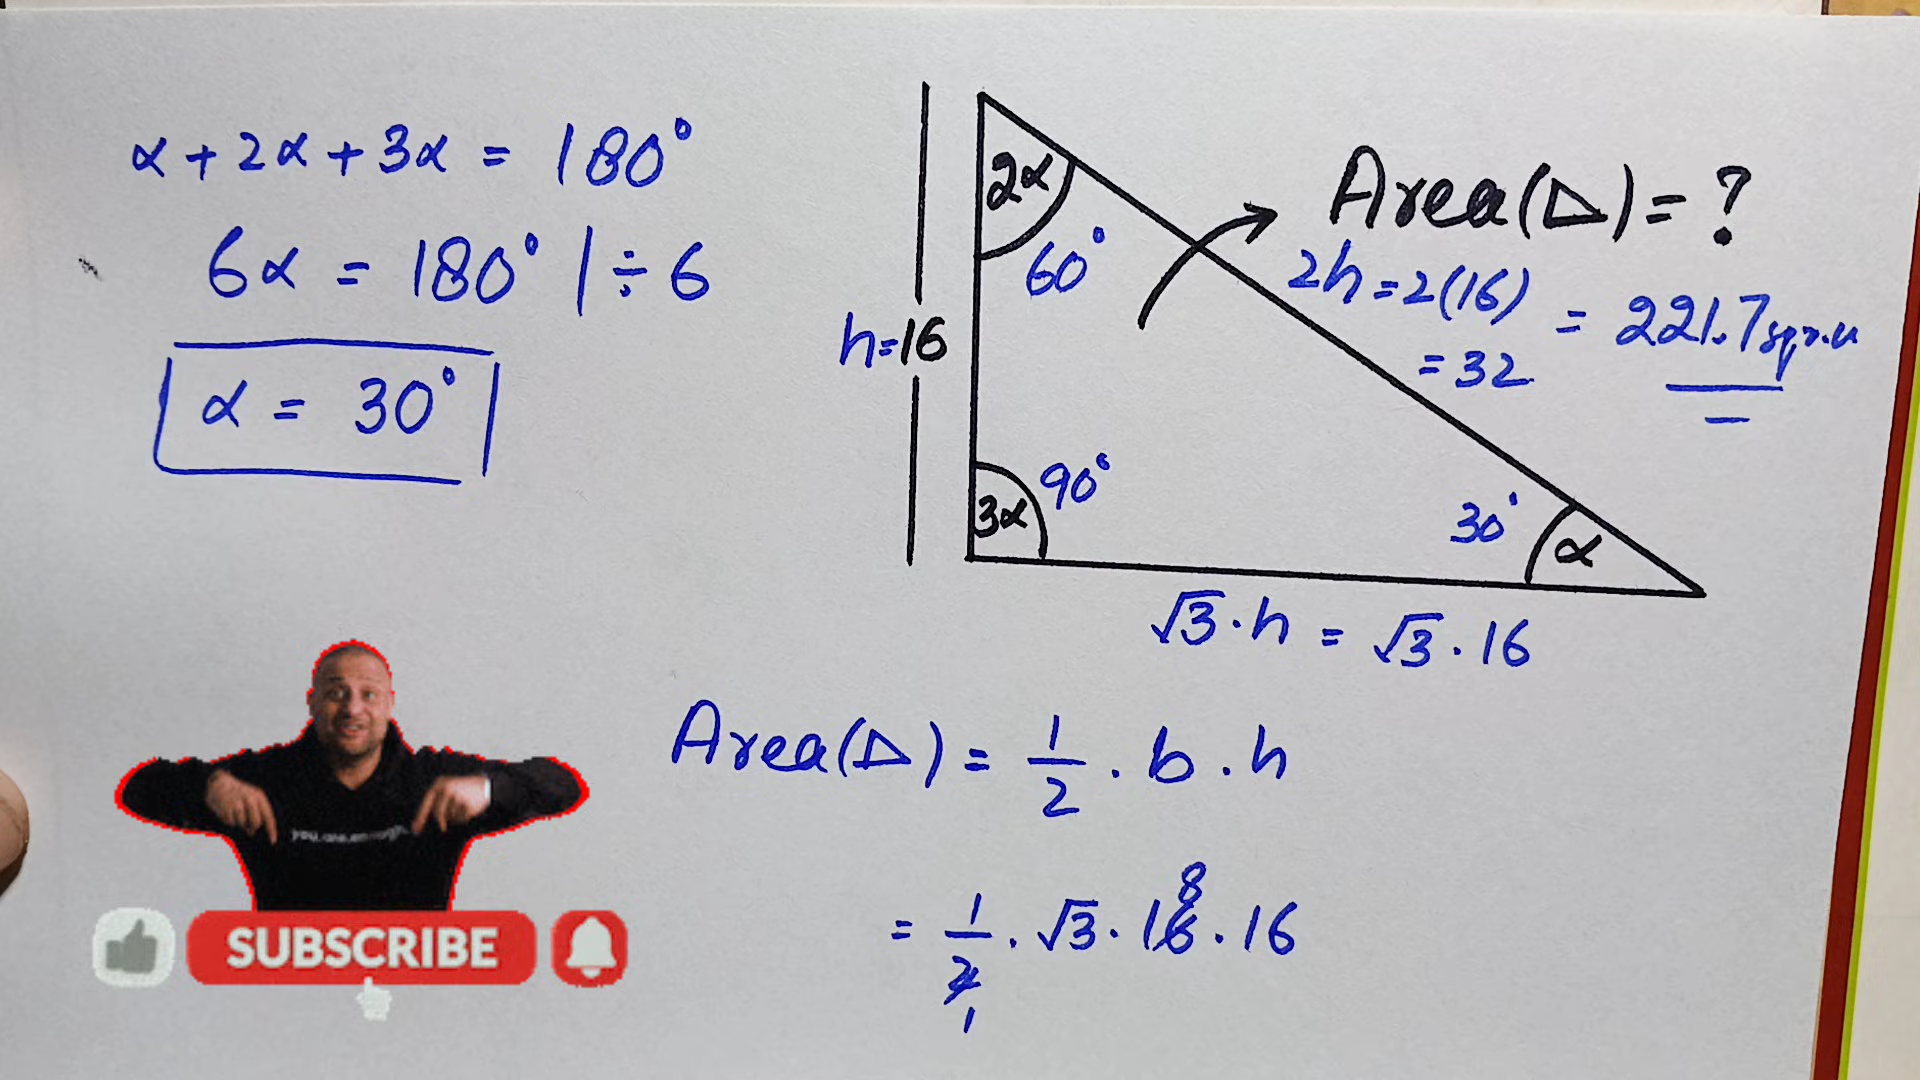 α + 2α + 3α = 180°
6α = 180° | ÷ 6
α = 30°
2α
60°
h=16
Area(△) = ?
2h = 2(16)
= 32
= 221.7 sqr.u
3α
90°
30°
α
√3 · h = √3 · 16
Area(△) = 1/2 · b · h
8
= 1/2 · √3 · 16 · 16
1
SUBSCRIBE